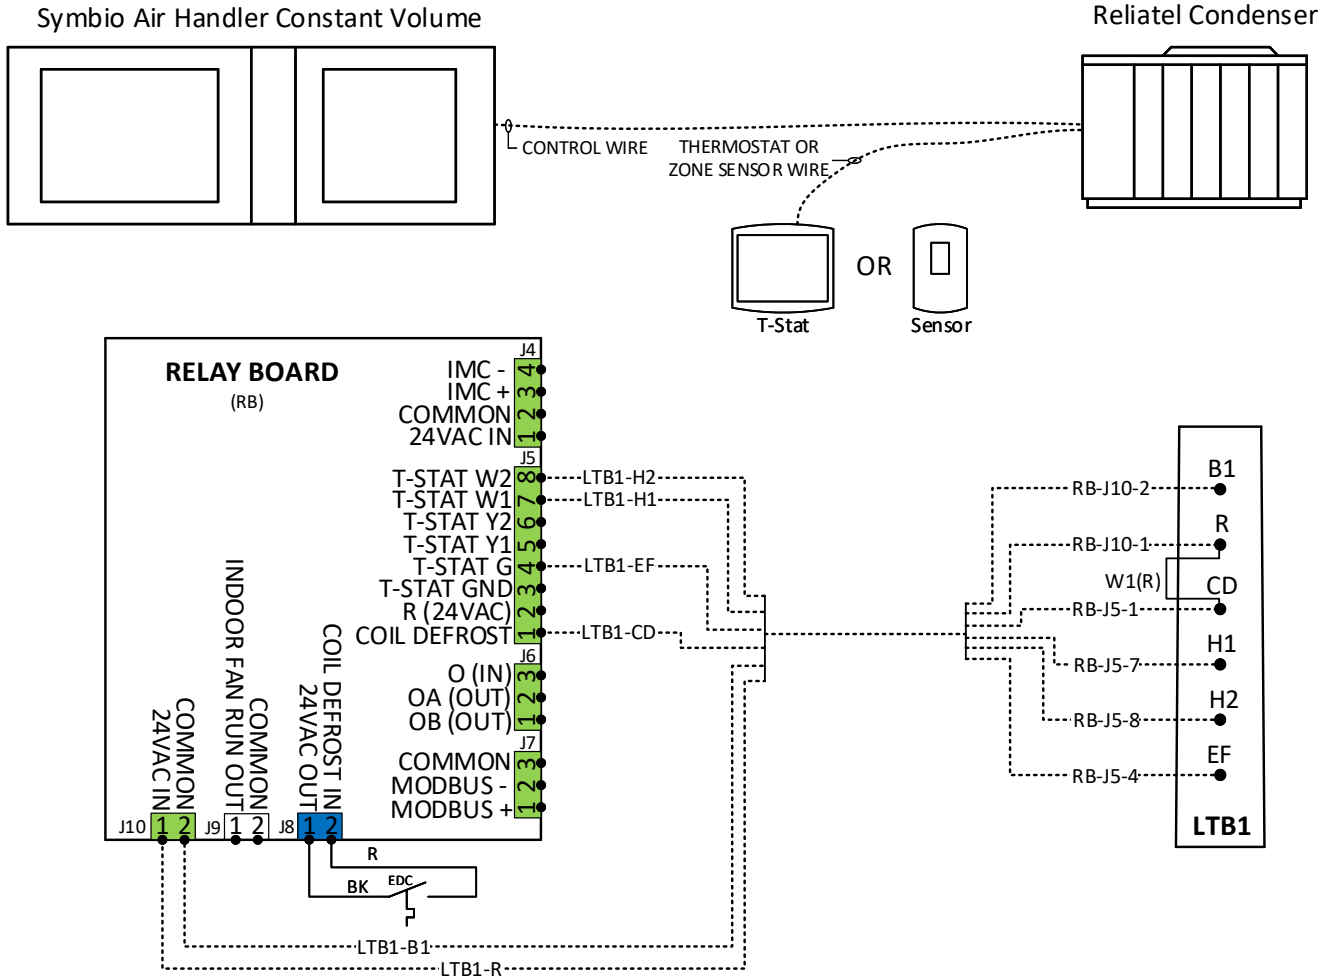 Symbio Air Handler Constant Volume
Reliatel Condenser
CONTROL WIRE
THERMOSTAT OR
ZONE SENSOR WIRE
OR
T-Stat
Sensor
RELAY BOARD
(RB)
J4
IMC - 4
IMC + 3
COMMON 2
24VAC IN 1
J5
T-STAT W2 8 LTB1-H2
T-STAT W1 7 LTB1-H1
T-STAT Y2 6
T-STAT Y1 5
T-STAT G 4 LTB1-EF
T-STAT GND 3
R (24VAC) 2
COIL DEFROST 1 LTB1-CD
J6
O (IN) 3
OA (OUT) 2
OB (OUT) 1
J7
COMMON 3
MODBUS - 2
MODBUS + 1
24VAC IN
COMMON
INDOOR FAN RUN OUT
COMMON
24VAC OUT
COIL DEFROST IN
J10 1 2 J9 1 2 J8 1 2
R
BK
EDC
LTB1-B1
LTB1-R
B1
RB-J10-2
R
RB-J10-1
W1(R)
CD
RB-J5-1
H1
RB-J5-7
H2
RB-J5-8
EF
RB-J5-4
LTB1